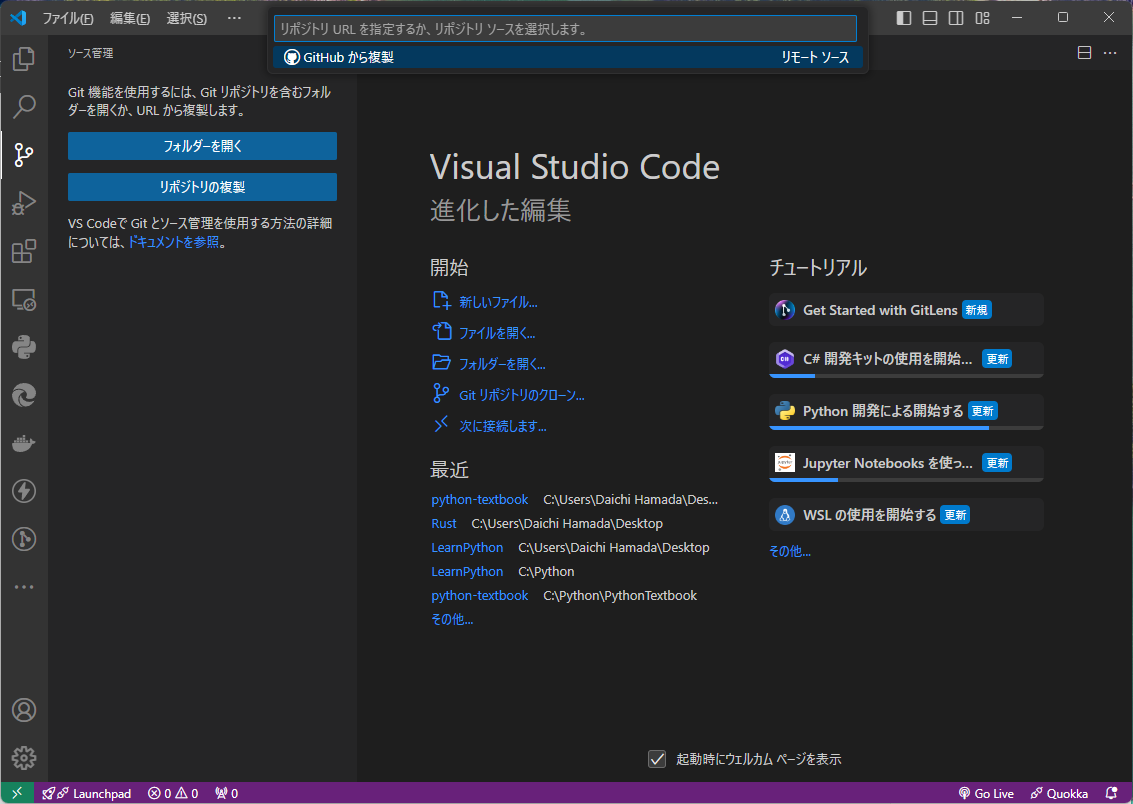 ファイル(F) 編集(E) 選択(S) …
リポジトリ URL を指定するか、リポジトリ ソースを選択します。
GitHub から複製 リモート ソース
ソース管理
Git 機能を使用するには、Git リポジトリを含むフォル
ダーを開くか、URL から複製します。
フォルダーを開く
リポジトリの複製
VS Codeで Git とソース管理を使用する方法の詳細
については、ドキュメントを参照。
Visual Studio Code
進化した編集
開始
新しいファイル...
ファイルを開く...
フォルダーを開く...
Git リポジトリのクローン...
次に接続します...
最近
python-textbook C:\Users\Daichi Hamada\Des...
Rust C:\Users\Daichi Hamada\Desktop
LearnPython C:\Users\Daichi Hamada\Desktop
LearnPython C:\Python
python-textbook C:\Python\PythonTextbook
その他...
チュートリアル
Get Started with GitLens 新規
C# 開発キットの使用を開始... 更新
Python 開発による開始する 更新
Jupyter Notebooks を使っ... 更新
WSL の使用を開始する 更新
その他...
起動時にウェルカム ページを表示
Launchpad 0 0 0 Go Live Quokka